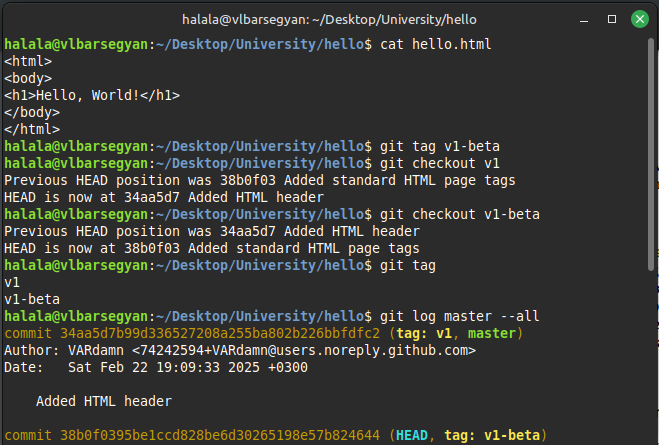 halala@vlbarsegyan: ~/Desktop/University/hello
halala@vlbarsegyan:~/Desktop/University/hello$ cat hello.html
<html>
<body>
<h1>Hello, World!</h1>
</body>
</html>
halala@vlbarsegyan:~/Desktop/University/hello$ git tag v1-beta
halala@vlbarsegyan:~/Desktop/University/hello$ git checkout v1
Previous HEAD position was 38b0f03 Added standard HTML page tags
HEAD is now at 34aa5d7 Added HTML header
halala@vlbarsegyan:~/Desktop/University/hello$ git checkout v1-beta
Previous HEAD position was 34aa5d7 Added HTML header
HEAD is now at 38b0f03 Added standard HTML page tags
halala@vlbarsegyan:~/Desktop/University/hello$ git tag
v1
v1-beta
halala@vlbarsegyan:~/Desktop/University/hello$ git log master --all
commit 34aa5d7b99d336527208a255ba802b226bbfdfc2 (tag: v1, master)
Author: VARdamn <74242594+VARdamn@users.noreply.github.com>
Date:   Sat Feb 22 19:09:33 2025 +0300
    Added HTML header
commit 38b0f0395be1ccd828be6d30265198e57b824644 (HEAD, tag: v1-beta)